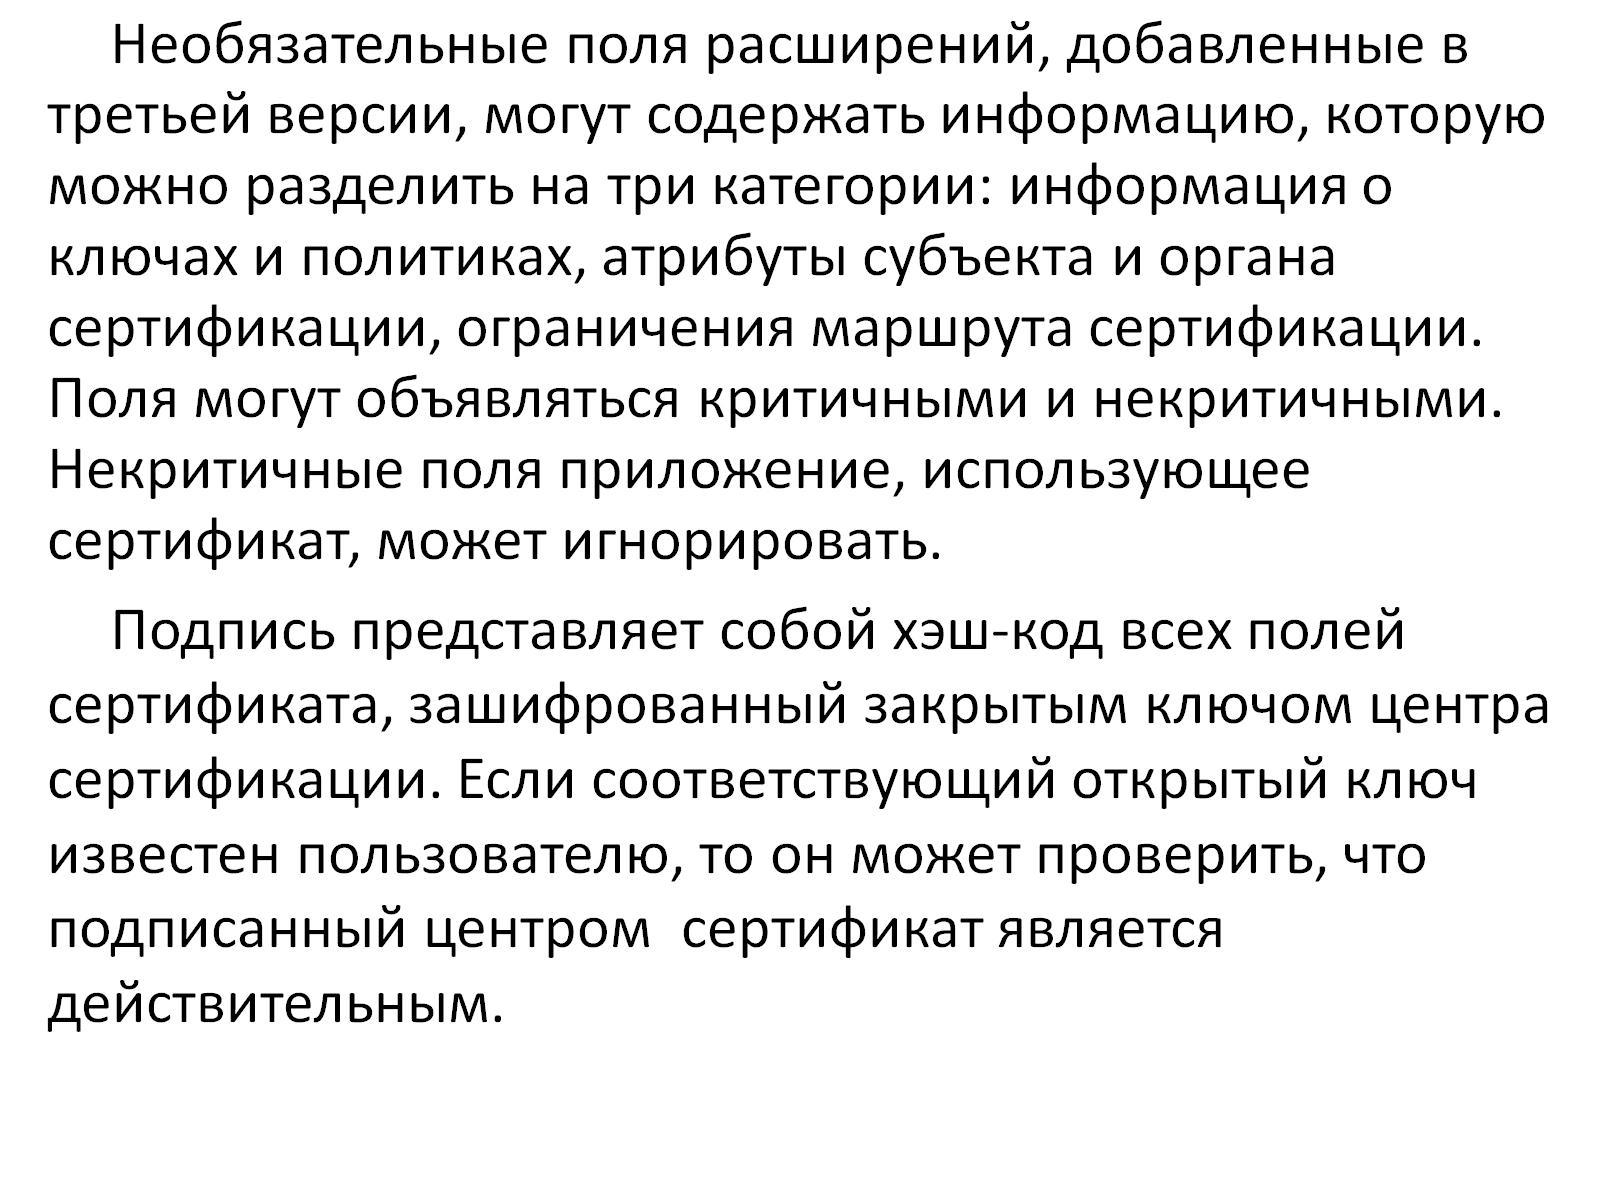 Необязательные поля расширений, добавленные в
третьей версии, могут содержать информацию, которую
можно разделить на три категории: информация о
ключах и политиках, атрибуты субъекта и органа
сертификации, ограничения маршрута сертификации.
Поля могут объявляться критичными и некритичными.
Некритичные поля приложение, использующее
сертификат, может игнорировать.
Подпись представляет собой хэш-код всех полей
сертификата, зашифрованный закрытым ключом центра
сертификации. Если соответствующий открытый ключ
известен пользователю, то он может проверить, что
подписанный центром  сертификат является
действительным.